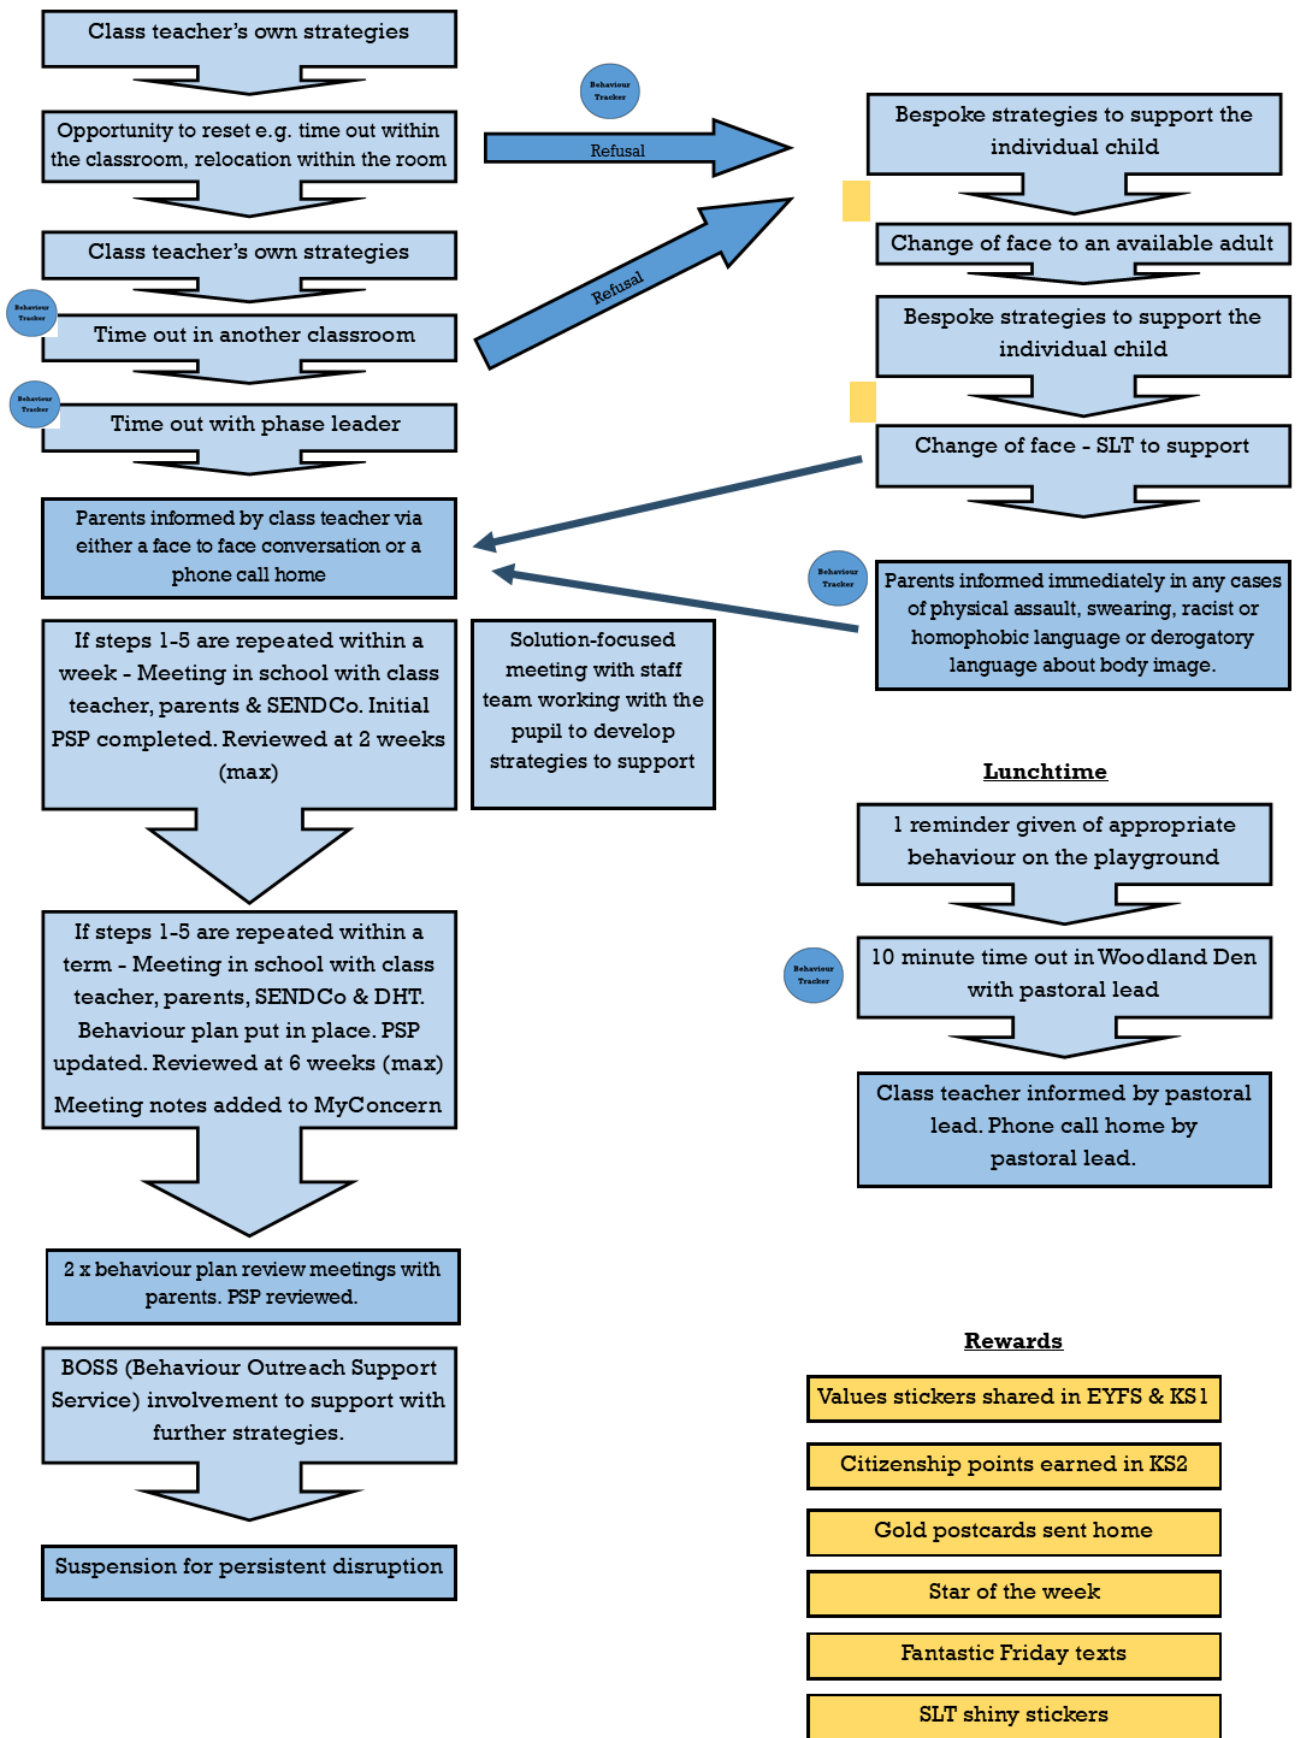 Class teacher's own strategies
Opportunity to reset e.g. time out within
the classroom, relocation within the room
Class teacher's own strategies
Behaviour
Tracker
Time out in another classroom
Behaviour
Tracker
Time out with phase leader
Parents informed by class teacher via
either a face to face conversation or a
phone call home
If steps 1-5 are repeated within a
week - Meeting in school with class
teacher, parents & SENDCo. Initial
PSP completed. Reviewed at 2 weeks
(max)
Solution-focused
meeting with staff
team working with the
pupil to develop
strategies to support
If steps 1-5 are repeated within a
term - Meeting in school with class
teacher, parents, SENDCo & DHT.
Behaviour plan put in place. PSP
updated. Reviewed at 6 weeks (max)
Meeting notes added to MyConcern
2 x behaviour plan review meetings with
parents. PSP reviewed.
BOSS (Behaviour Outreach Support
Service) involvement to support with
further strategies.
Suspension for persistent disruption
Behaviour
Tracker
Refusal
Refusal
Bespoke strategies to support the
individual child
Change of face to an available adult
Bespoke strategies to support the
individual child
Change of face - SLT to support
Behaviour
Tracker
Parents informed immediately in any cases
of physical assault, swearing, racist or
homophobic language or derogatory
language about body image.
Lunchtime
1 reminder given of appropriate
behaviour on the playground
Behaviour
Tracker
10 minute time out in Woodland Den
with pastoral lead
Class teacher informed by pastoral
lead. Phone call home by
pastoral lead.
Rewards
Values stickers shared in EYFS & KS1
Citizenship points earned in KS2
Gold postcards sent home
Star of the week
Fantastic Friday texts
SLT shiny stickers